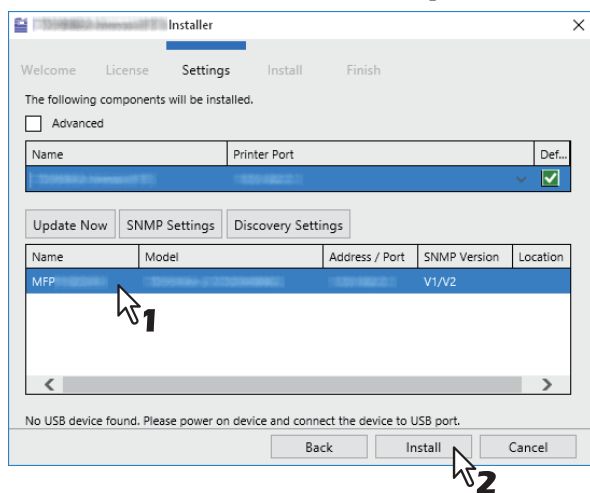 Installer
Welcome License Settings Install Finish
The following components will be installed.
Advanced
Name Printer Port Def...
Update Now SNMP Settings Discovery Settings
Name Model Address / Port SNMP Version Location
MFP V1/V2
1
No USB device found. Please power on device and connect the device to USB port.
Back Install Cancel
2